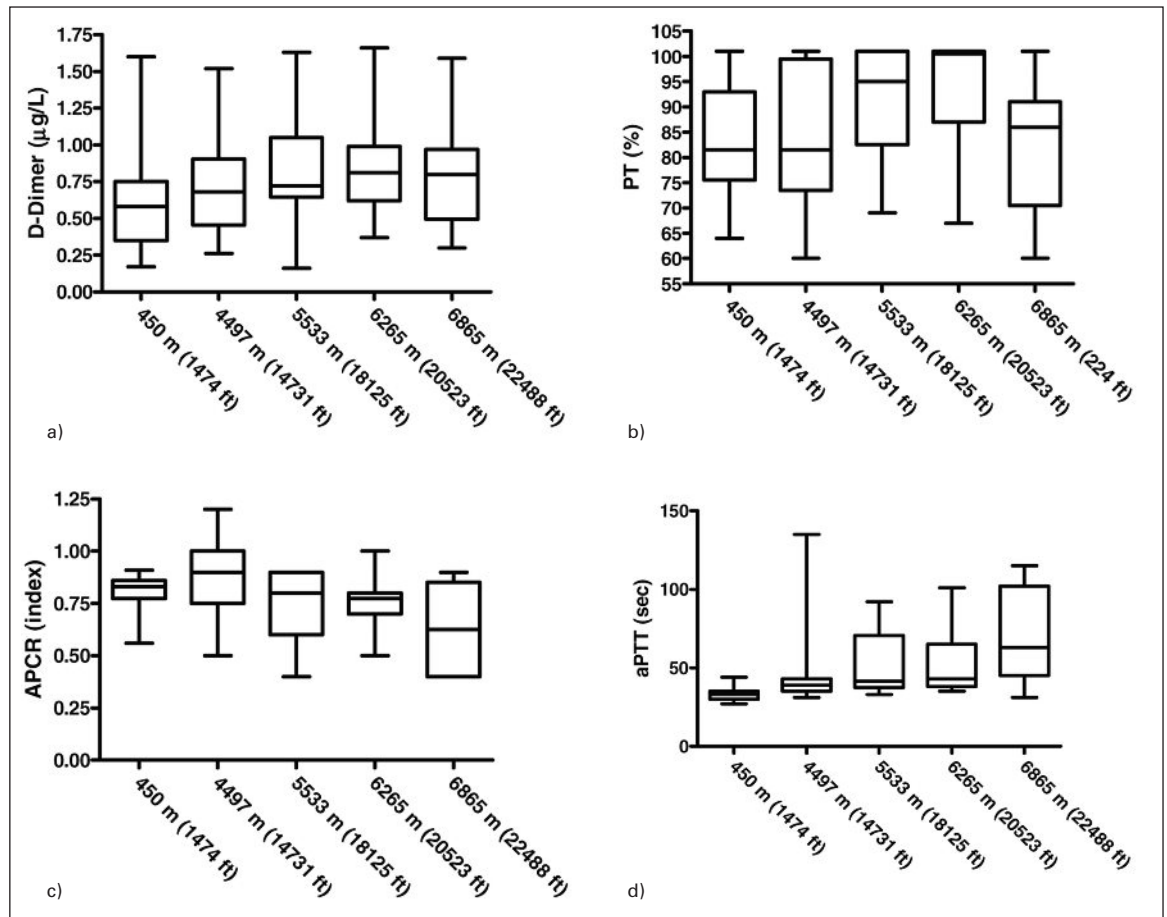 D-Dimer (μg/L)
1.75
1.50
1.25
1.00
0.75
0.50
0.25
0.00
450 m (1474 ft)
4497 m (14731 ft)
5533 m (18125 ft)
6265 m (20523 ft)
6865 m (22488 ft)
a)
PT (%)
105
101
95
90
85
80
75
70
65
60
55
450 m (1474 ft)
4497 m (14731 ft)
5533 m (18125 ft)
6265 m (20523 ft)
6865 m (224 ft)
b)
APCR (index)
1.25
1.00
0.75
0.50
0.25
0.00
450 m (1474 ft)
4497 m (14731 ft)
5533 m (18125 ft)
6265 m (20523 ft)
6865 m (22488 ft)
c)
aPTT (sec)
150
100
50
0
450 m (1474 ft)
4497 m (14731 ft)
5533 m (18125 ft)
6265 m (20523 ft)
6865 m (22488 ft)
d)